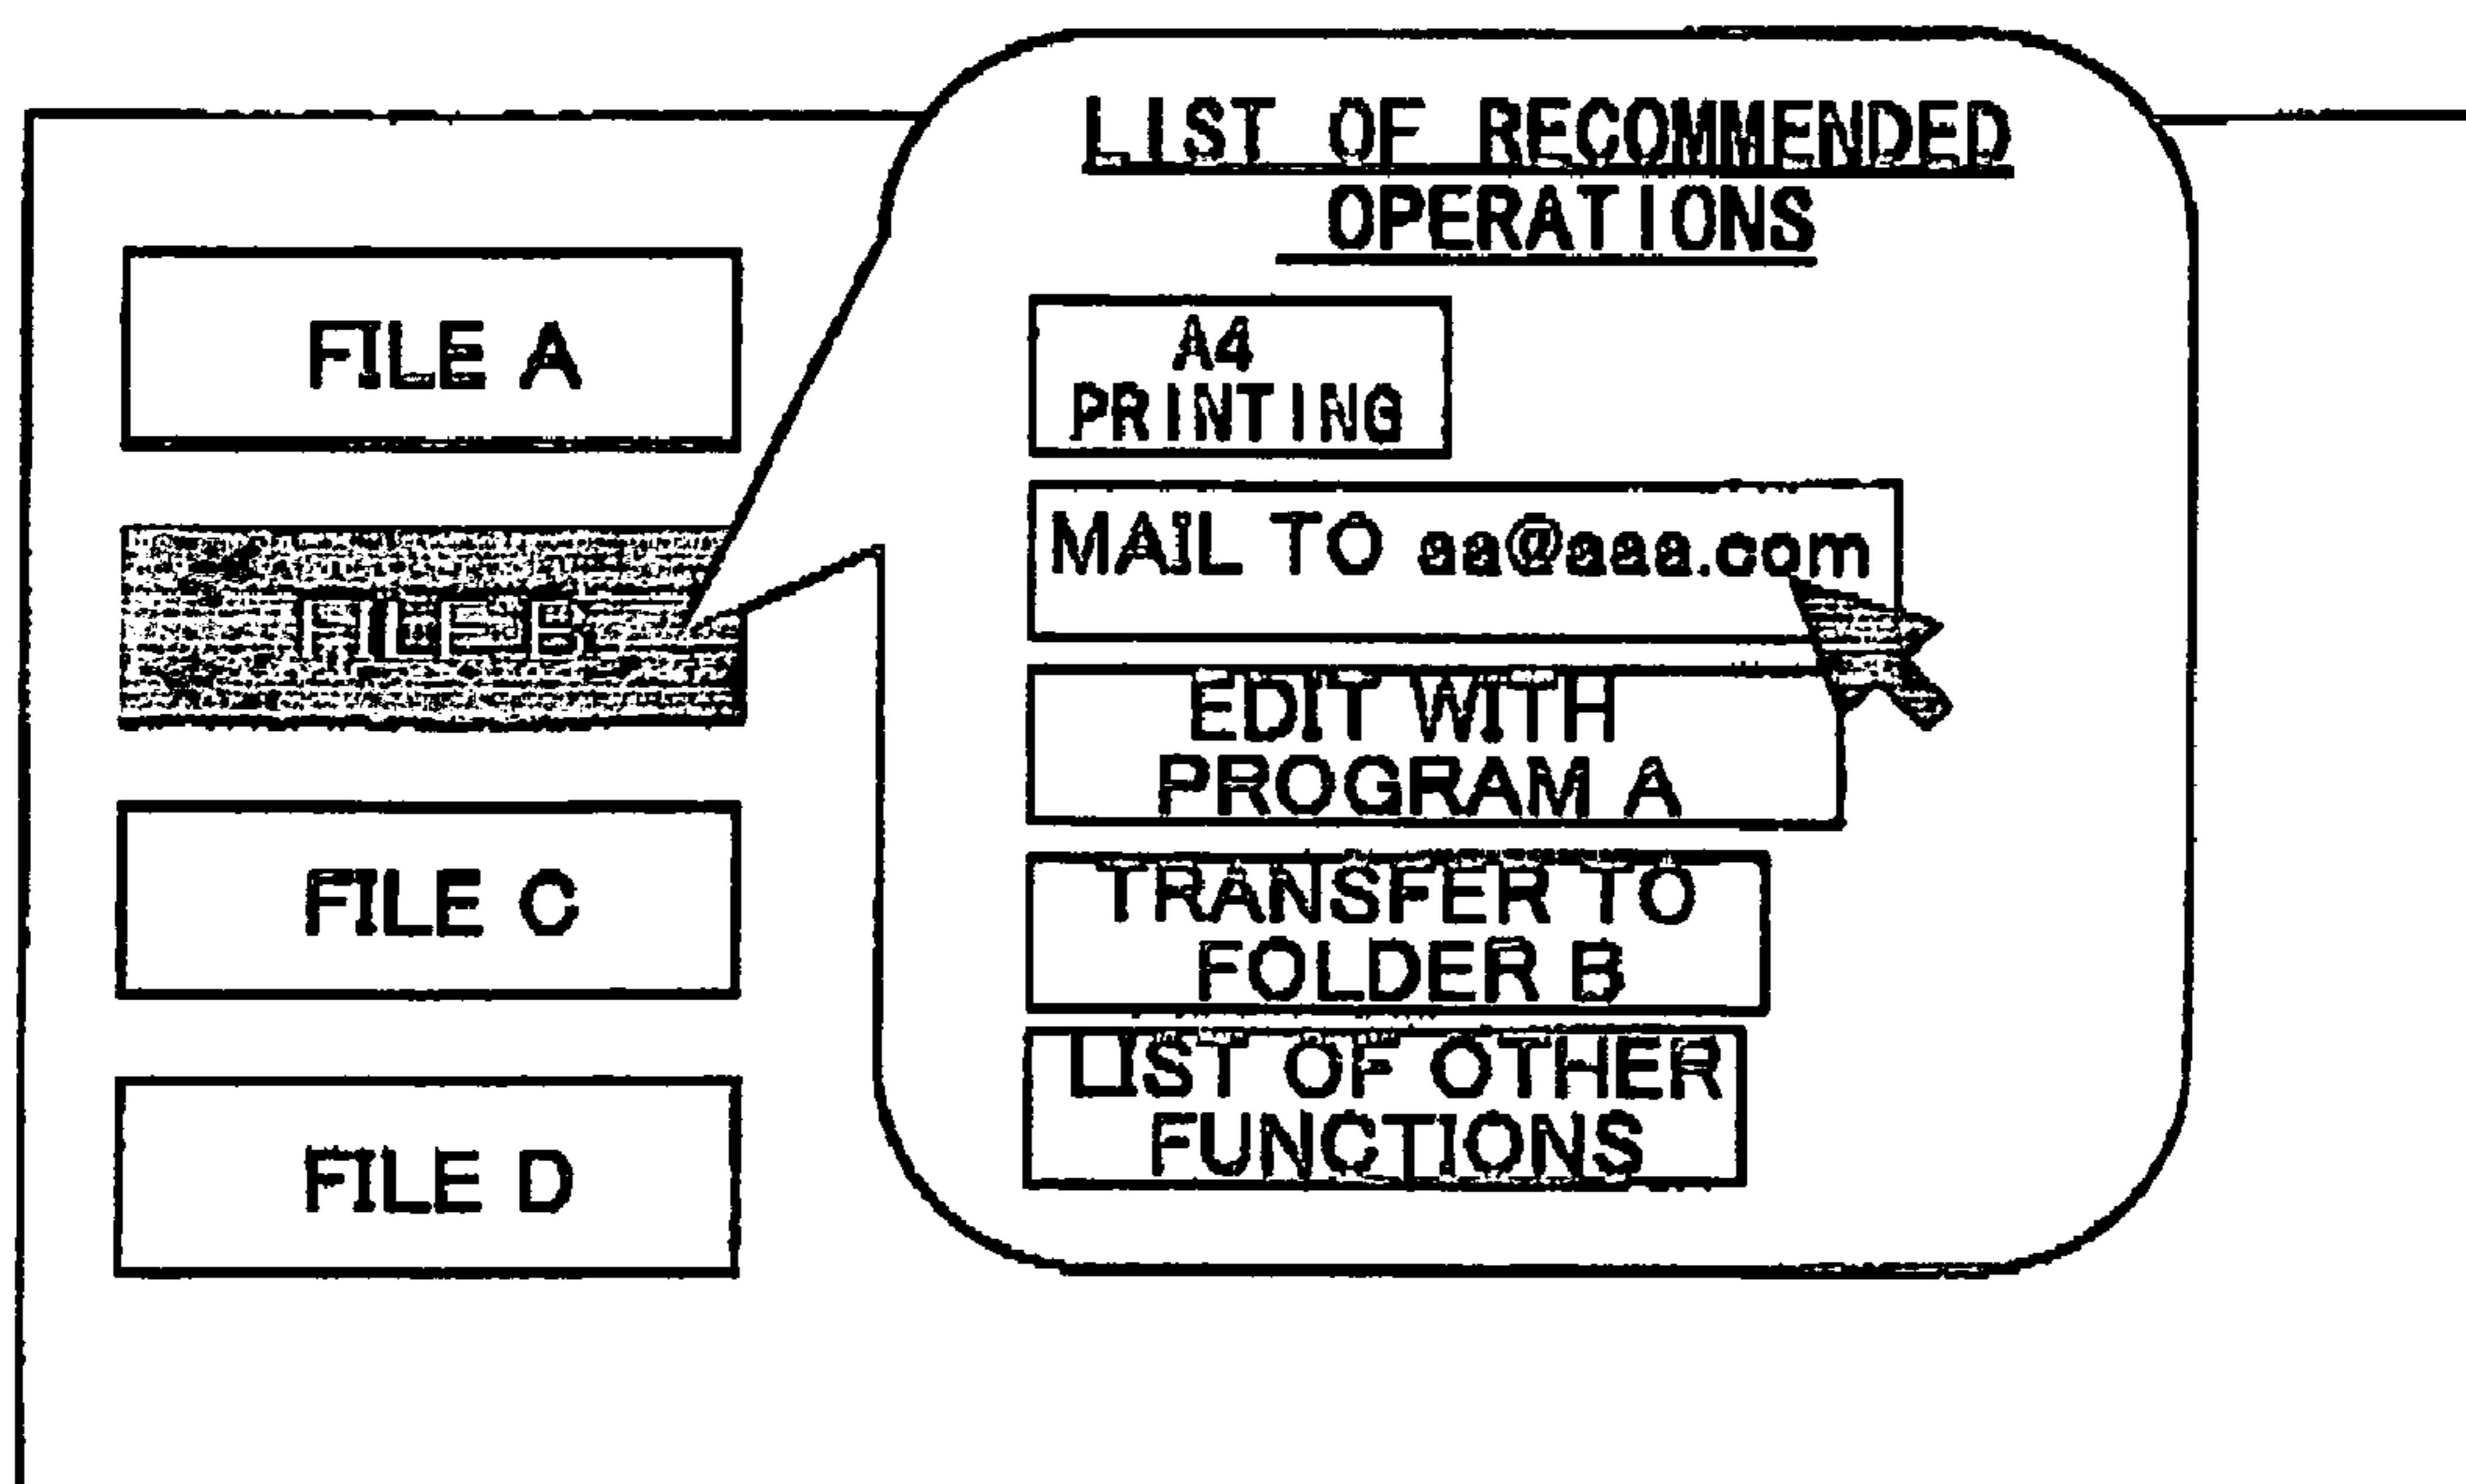 LIST OF RECOMMENDED
OPERATIONS
FILE A
FILE B
FILE C
FILE D
A4
PRINTING
MAIL TO aa@aaa.com
EDIT WITH
PROGRAM A
TRANSFER TO
FOLDER B
LIST OF OTHER
FUNCTIONS